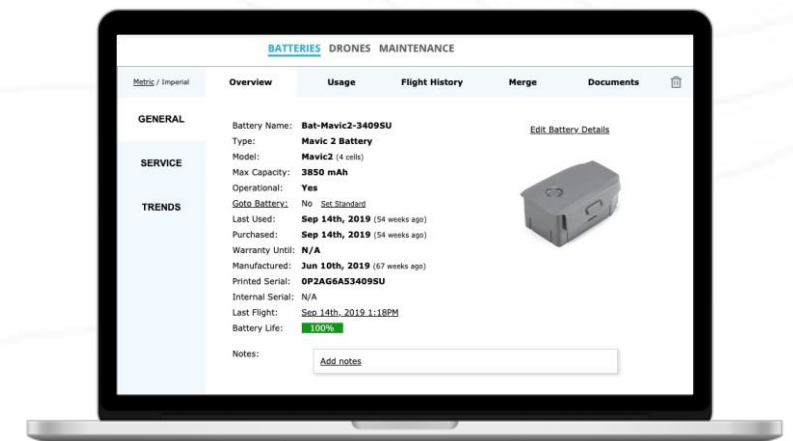 BATTERIES DRONES MAINTENANCE
Metric / Imperial Overview Usage Flight History Merge Documents
GENERAL
SERVICE
TRENDS
Battery Name: Bat-Mavic2-3409SU
Type: Mavic 2 Battery
Model: Mavic2 (4 cells)
Max Capacity: 3850 mAh
Operational: Yes
Goto Battery: No Set Standard
Last Used: Sep 14th, 2019 (54 weeks ago)
Purchased: Sep 14th, 2019 (54 weeks ago)
Warranty Until: N/A
Manufactured: Jun 10th, 2019 (67 weeks ago)
Printed Serial: 0P2AG6A53409SU
Internal Serial: N/A
Last Flight: Sep 14th, 2019 1:18PM
Battery Life: 100%
Notes: Add notes
Edit Battery Details